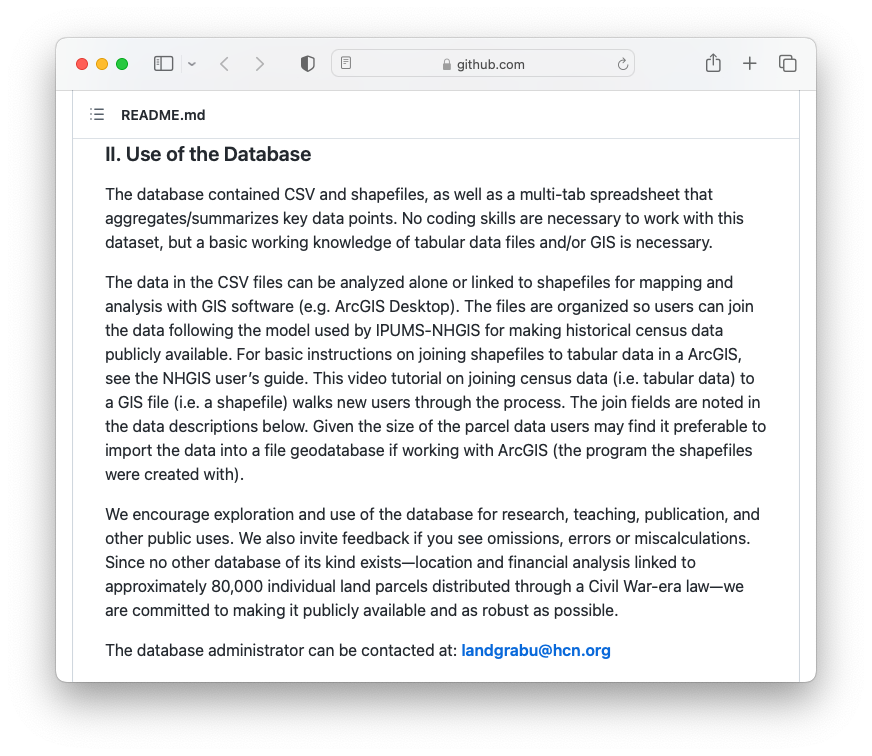 github.com
README.md
II. Use of the Database
The database contained CSV and shapefiles, as well as a multi-tab spreadsheet that
aggregates/summarizes key data points. No coding skills are necessary to work with this
dataset, but a basic working knowledge of tabular data files and/or GIS is necessary.
The data in the CSV files can be analyzed alone or linked to shapefiles for mapping and
analysis with GIS software (e.g. ArcGIS Desktop). The files are organized so users can join
the data following the model used by IPUMS-NHGIS for making historical census data
publicly available. For basic instructions on joining shapefiles to tabular data in a ArcGIS,
see the NHGIS user’s guide. This video tutorial on joining census data (i.e. tabular data) to
a GIS file (i.e. a shapefile) walks new users through the process. The join fields are noted in
the data descriptions below. Given the size of the parcel data users may find it preferable to
import the data into a file geodatabase if working with ArcGIS (the program the shapefiles
were created with).
We encourage exploration and use of the database for research, teaching, publication, and
other public uses. We also invite feedback if you see omissions, errors or miscalculations.
Since no other database of its kind exists—location and financial analysis linked to
approximately 80,000 individual land parcels distributed through a Civil War-era law—we
are committed to making it publicly available and as robust as possible.
The database administrator can be contacted at: landgrabu@hcn.org